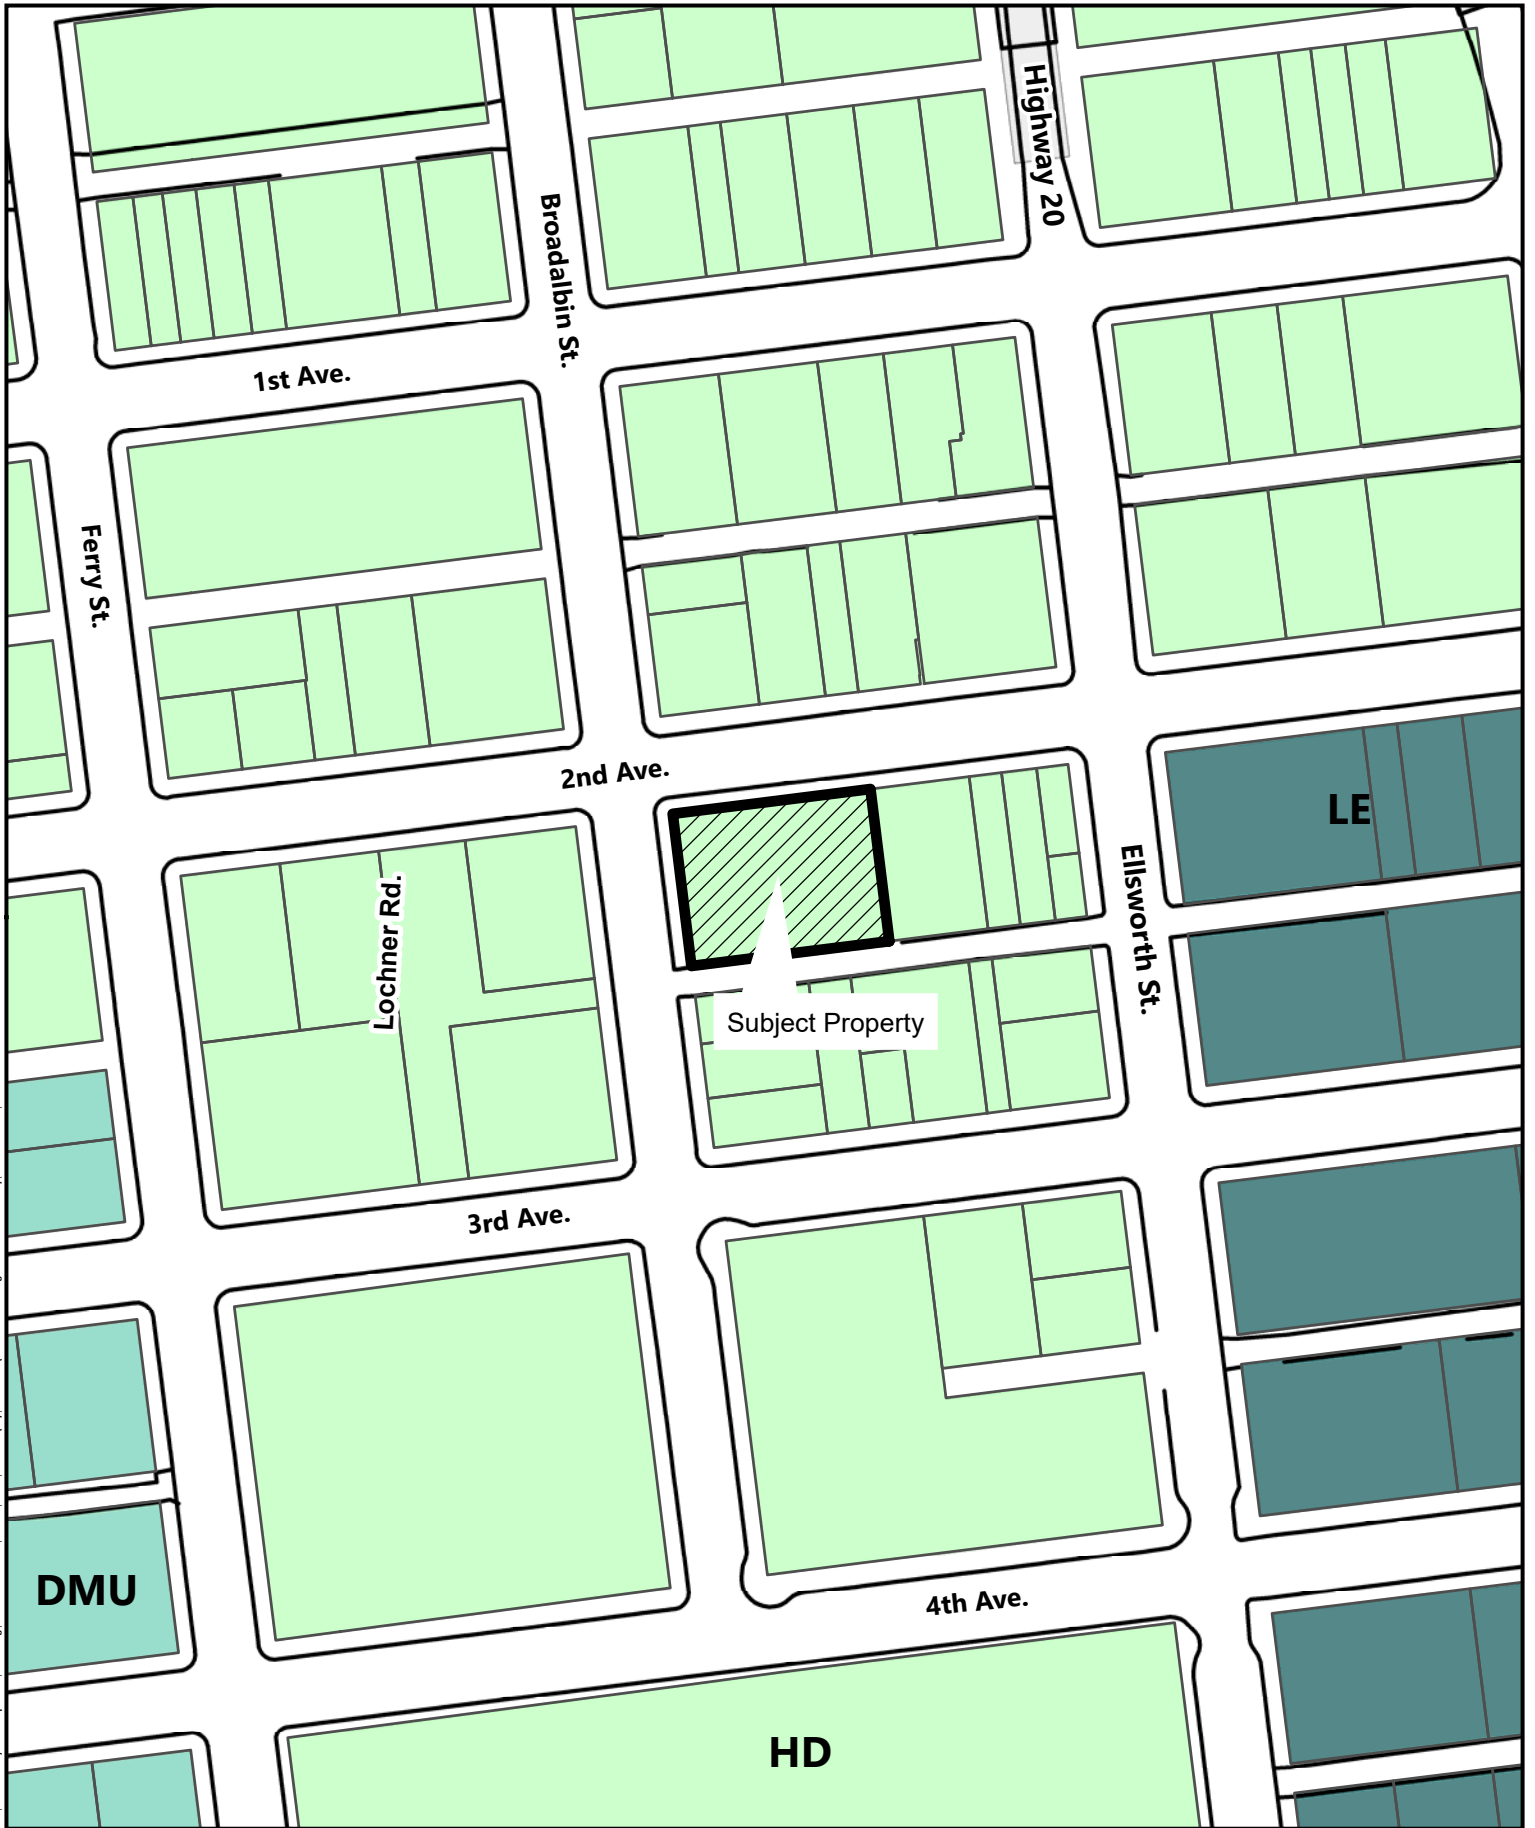 Highway 20
Broadalbin St.
1st Ave.
Ferry St.
2nd Ave.
LE
Lochner Rd.
Ellsworth St.
Subject Property
3rd Ave.
DMU
4th Ave.
HD